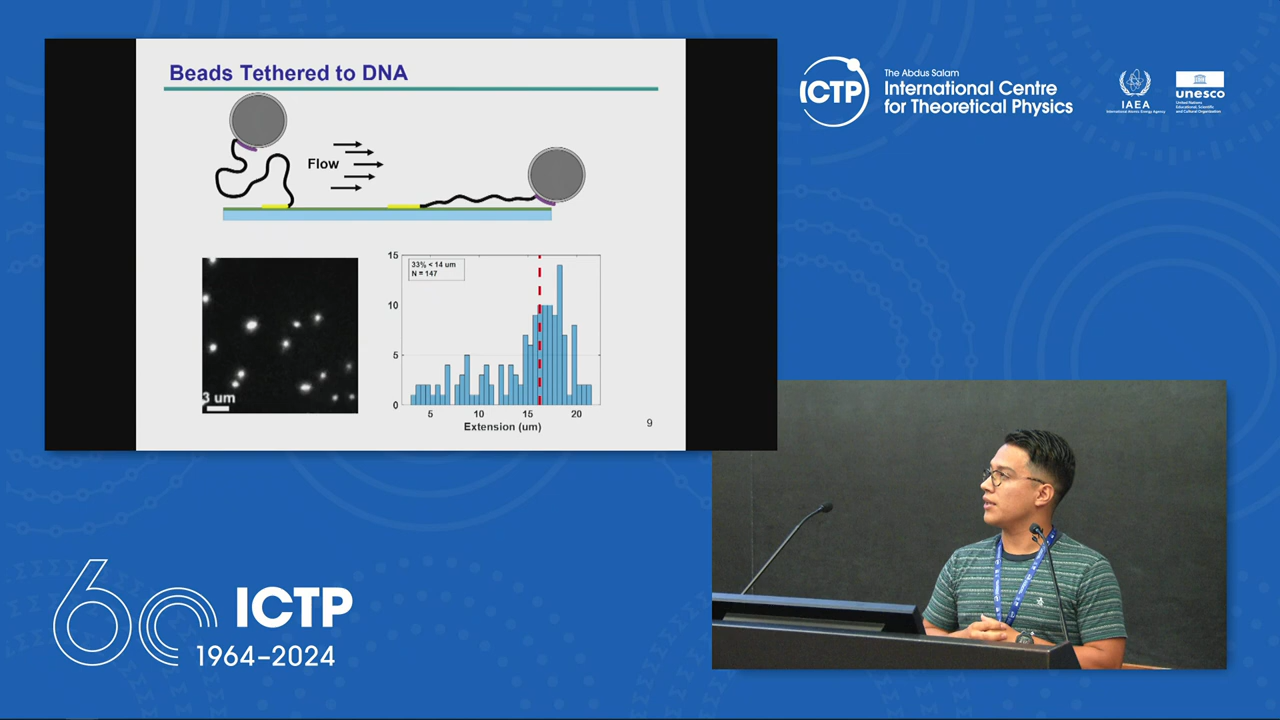 Beads Tethered to DNA
Flow
3 um
15
10
5
0
33% < 14 um
N = 147
5
10
15
20
Extension (um)
9
ICTP
The Abdus Salam
International Centre
for Theoretical Physics
IAEA
International Atomic Energy Agency
unesco
United Nations
Educational, Scientific
and Cultural Organization
60
ICTP
1964–2024